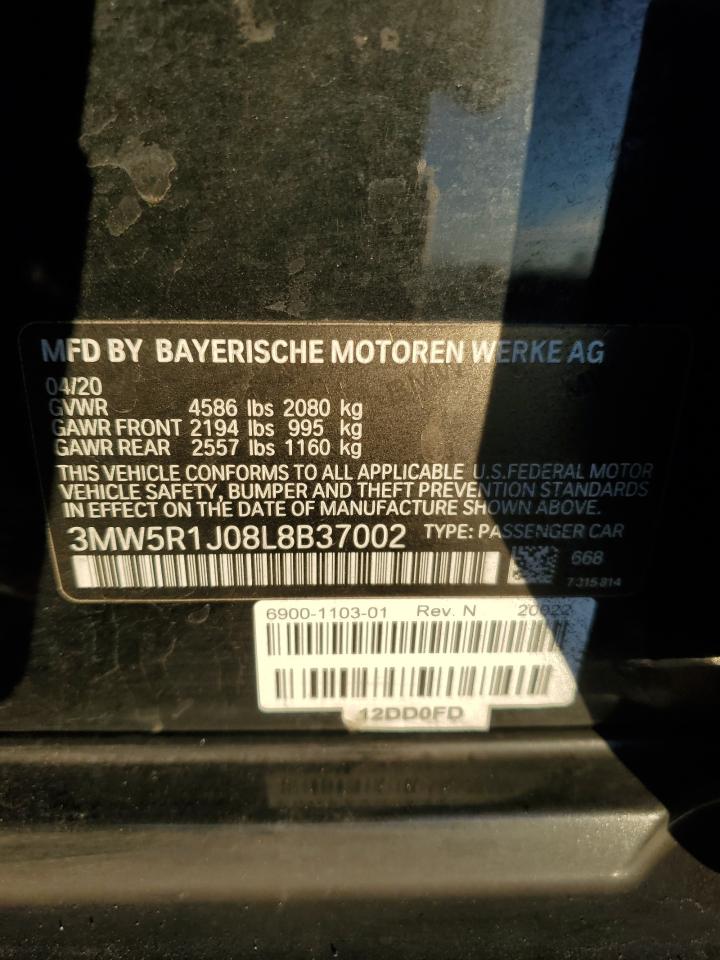 MFD BY BAYERISCHE MOTOREN WERKE AG
04/20
GVWR 4586 lbs 2080 kg
GAWR FRONT 2194 lbs 995 kg
GAWR REAR 2557 lbs 1160 kg
THIS VEHICLE CONFORMS TO ALL APPLICABLE U.S.FEDERAL MOTOR
VEHICLE SAFETY, BUMPER AND THEFT PREVENTION STANDARDS
IN EFFECT ON THE DATE OF MANUFACTURE SHOWN ABOVE.
3MW5R1J08L8B37002 TYPE: PASSENGER CAR
668
7 315 814
6900-1103-01 Rev. N 20022
12DD0FD